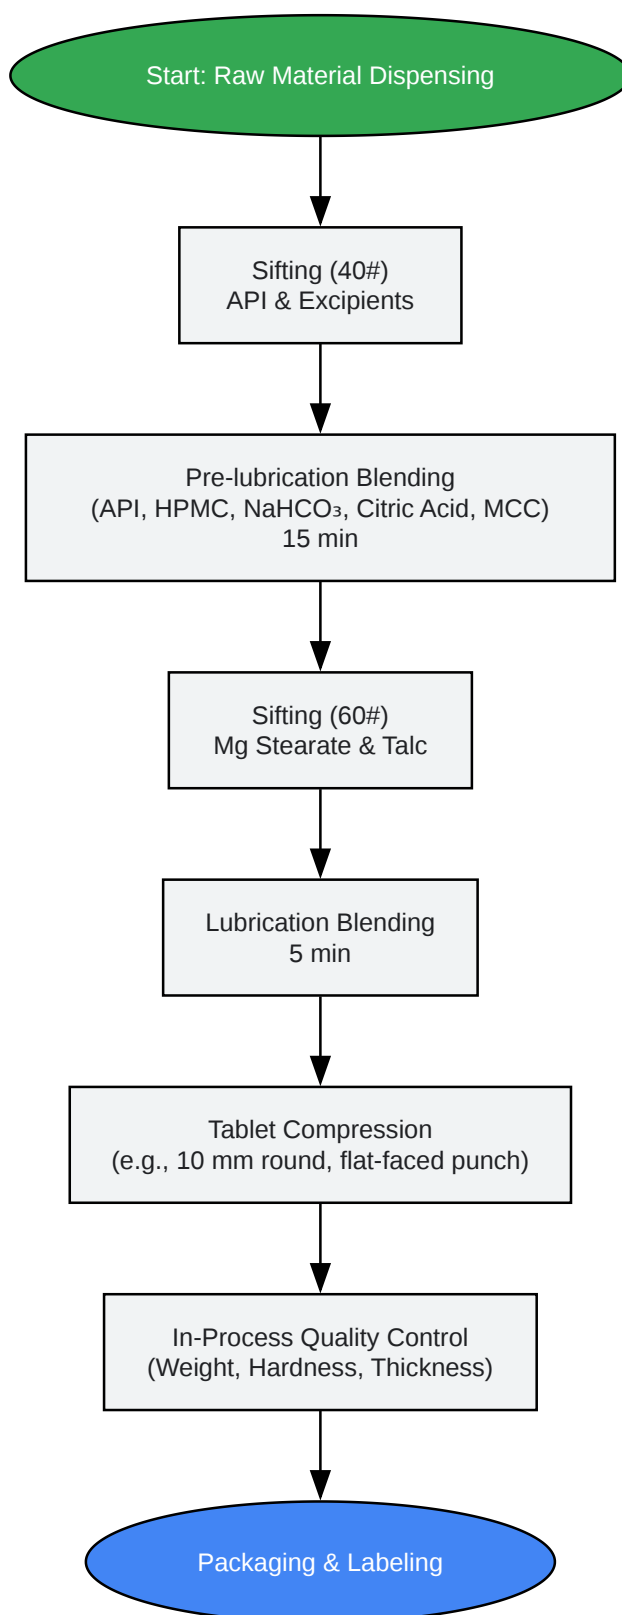 Start: Raw Material Dispensing
Sifting (40#)
API & Excipients
Pre-lubrication Blending
(API, HPMC, NaHCO₃, Citric Acid, MCC)
15 min
Sifting (60#)
Mg Stearate & Talc
Lubrication Blending
5 min
Tablet Compression
(e.g., 10 mm round, flat-faced punch)
In-Process Quality Control
(Weight, Hardness, Thickness)
Packaging & Labeling